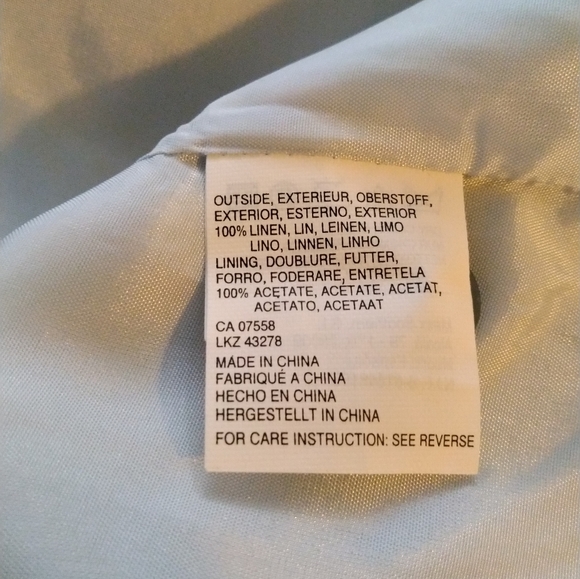 OUTSIDE, EXTERIEUR, OBERSTOFF,
EXTERIOR, ESTERNO, EXTERIOR
100% LINEN, LIN, LEINEN, LIMO
LINO, LINNEN, LINHO
LINING, DOUBLURE, FUTTER,
FORRO, FODERARE, ENTRETELA
100% ACETATE, ACÉTATE, ACETAT,
ACETATO, ACETAAT
CA 07558
LKZ 43278
MADE IN CHINA
FABRIQUÉ A CHINA
HECHO EN CHINA
HERGESTELLT IN CHINA
FOR CARE INSTRUCTION: SEE REVERSE